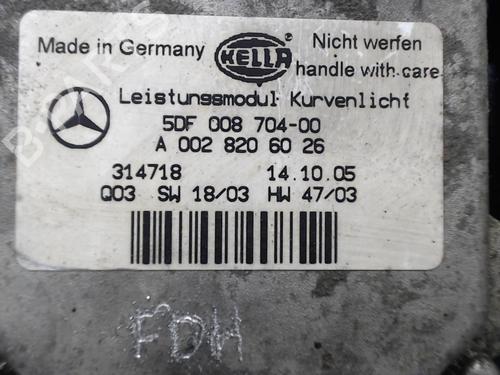 Made in Germany HELLA Nicht werfen
handle with care
Leistungsmodul Kurvenlicht
5DF 008 704-00
A 002 820 60 26
314718 14.10.05
Q03 SW 18/03 HW 47/03
FDH